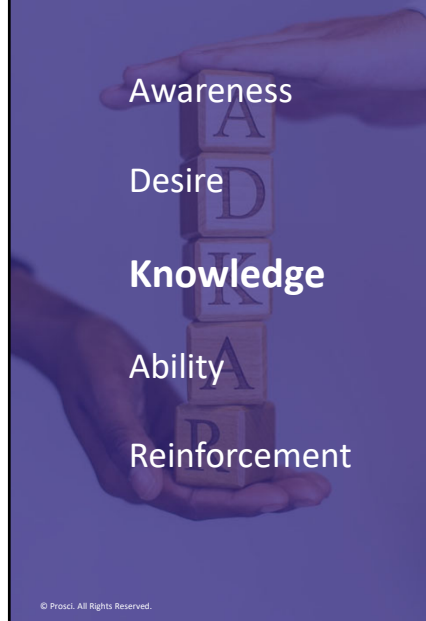 Awareness
A
Desire
D
Knowledge
K
Ability
A
Reinforcement
R
© Prosci. All Rights Reserved.